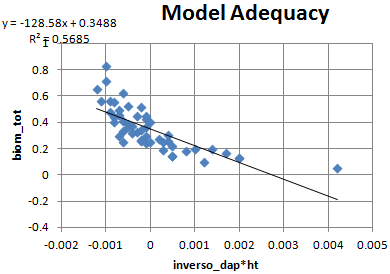 Model Adequacy
y = -128.58x + 0.3488
R² = 0.5685
1
0.8
0.6
0.4
0.2
0
-0.2
-0.4
biom_tot
-0.002 -0.001 0 0.001 0.002 0.003 0.004 0.005
inverso_dap*ht